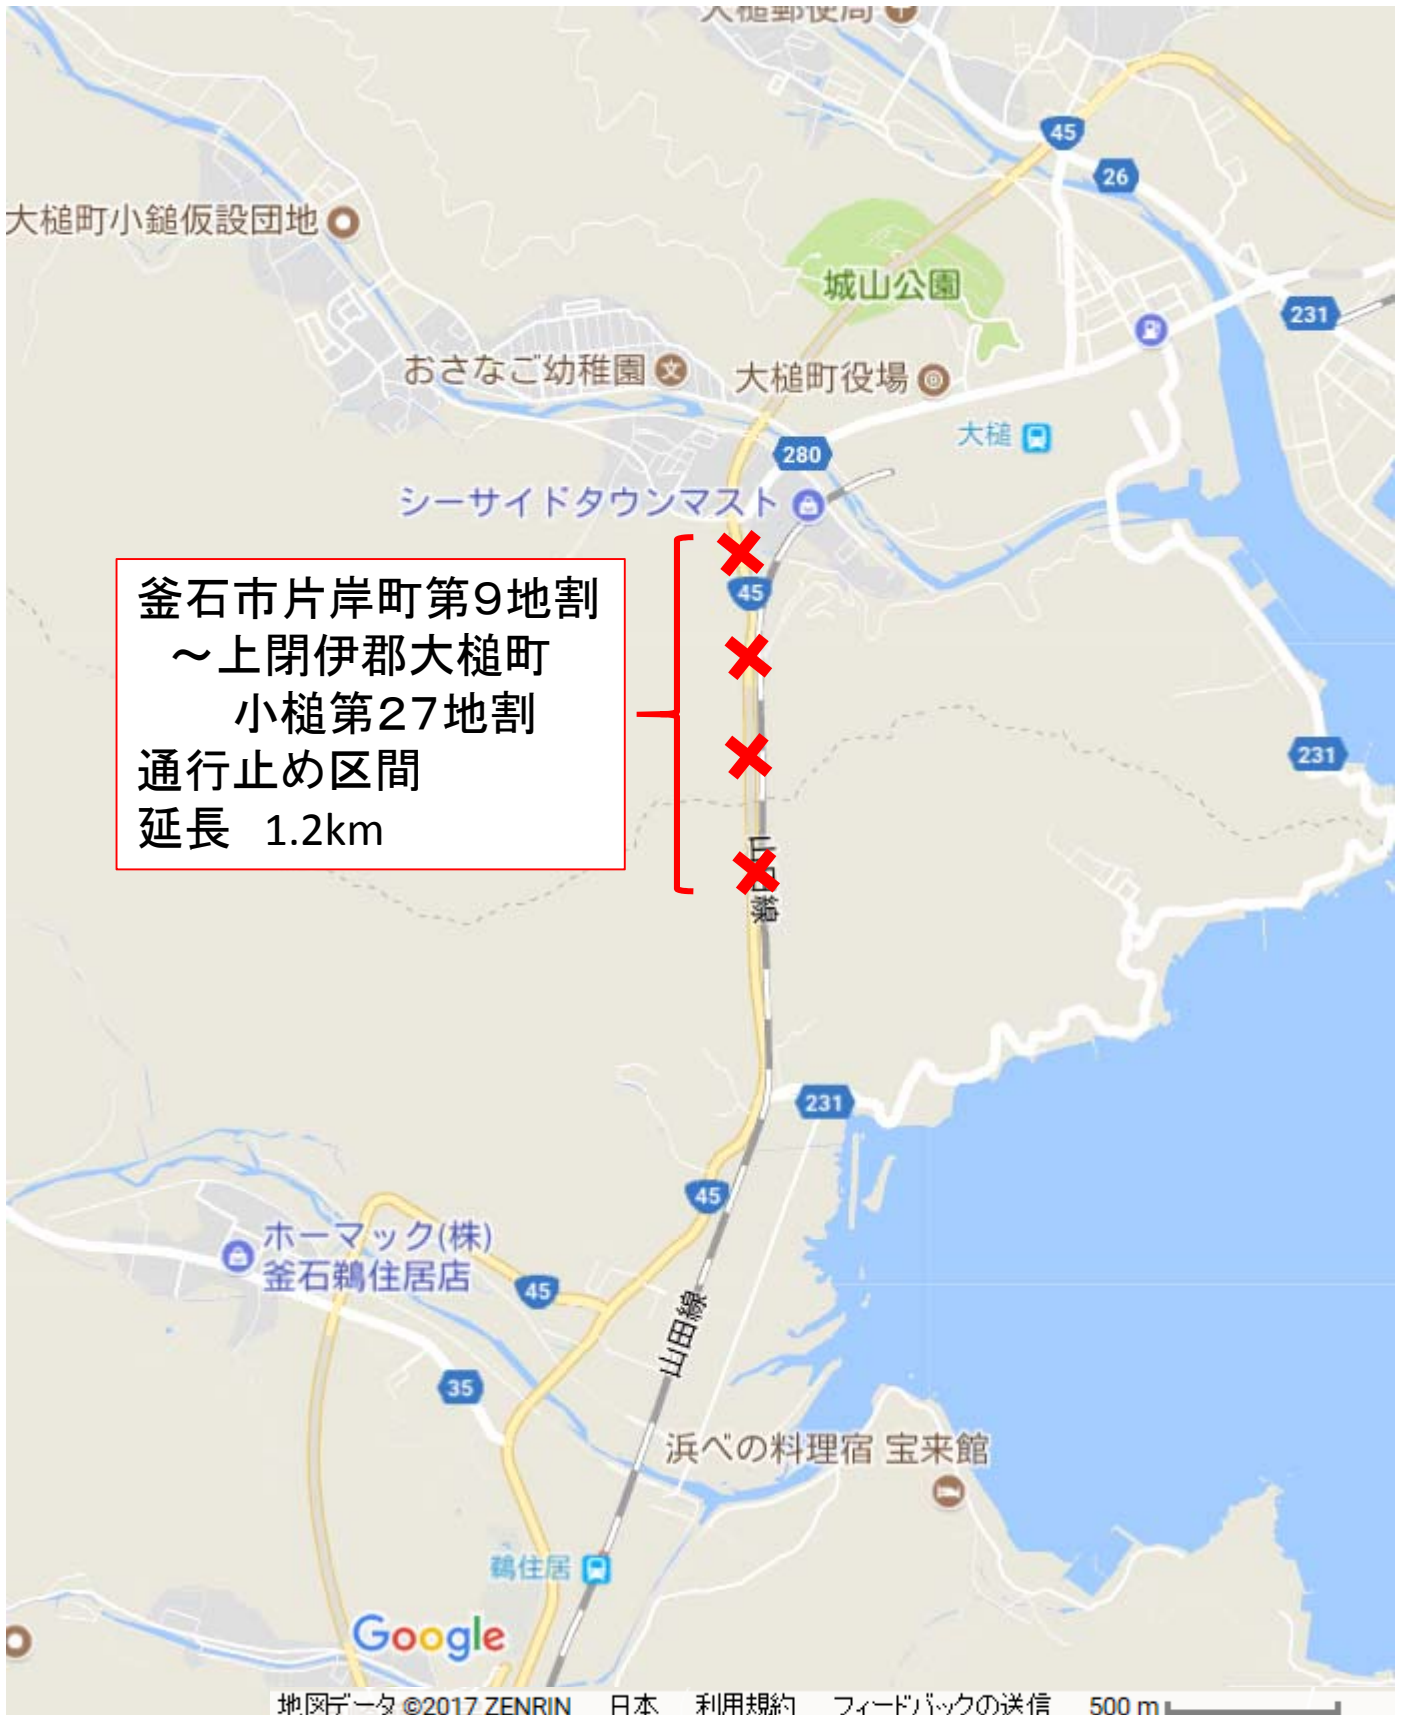 大槌郵便局
45
26
大槌町小鎚仮設団地
城山公園
231
おさなご幼稚園
大槌町役場
大槌
280
シーサイドタウンマスト
45
釜石市片岸町第9地割
～上閉伊郡大槌町
小槌第27地割
通行止め区間
延長 1.2km
231
山田線
231
45
ホーマック(株)
釜石鵜住居店
45
山田線
35
浜べの料理宿 宝来館
鵜住居
Google
地図データ ©2017 ZENRIN 日本 利用規約 フィードバックの送信 500 m